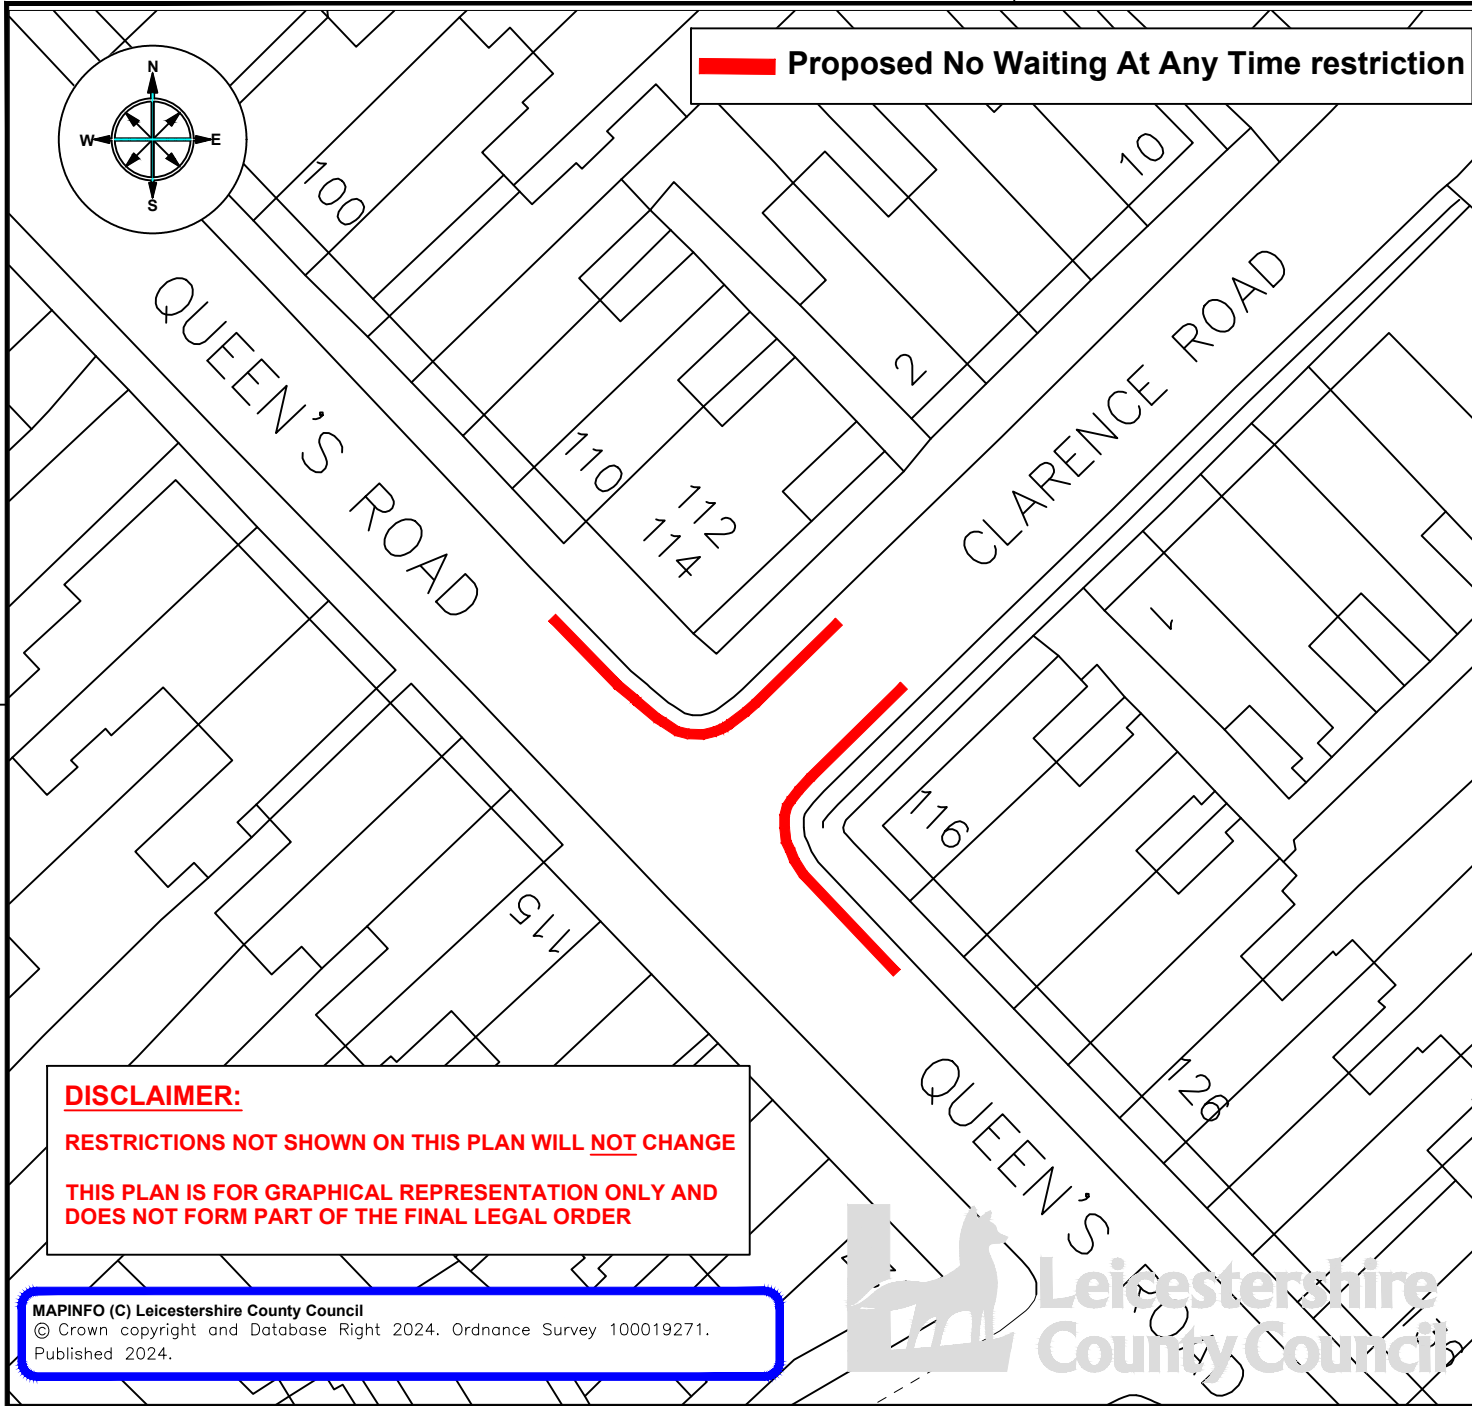 Proposed No Waiting At Any Time restriction
N
W
E
S
100
10
QUEEN'S ROAD
2
CLARENCE ROAD
110
112
114
1
116
115
126
QUEEN'S ROAD
DISCLAIMER:
RESTRICTIONS NOT SHOWN ON THIS PLAN WILL NOT CHANGE
THIS PLAN IS FOR GRAPHICAL REPRESENTATION ONLY AND
DOES NOT FORM PART OF THE FINAL LEGAL ORDER
MAPINFO (C) Leicestershire County Council
© Crown copyright and Database Right 2024. Ordnance Survey 100019271.
Published 2024.
Leicestershire
County Council